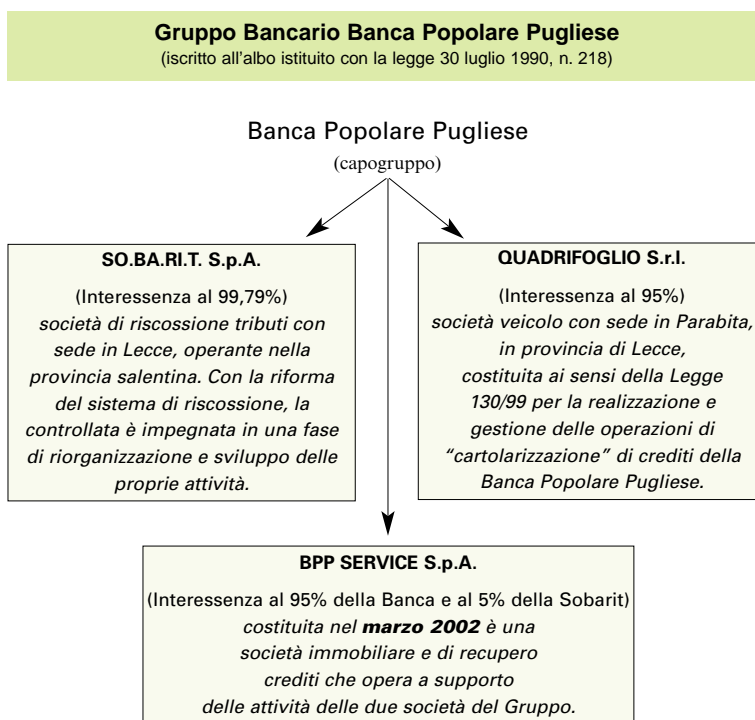 Gruppo Bancario Banca Popolare Pugliese
(iscritto all'albo istituito con la legge 30 luglio 1990, n. 218)
Banca Popolare Pugliese
(capogruppo)
SO.BA.RI.T. S.p.A.
(Interessenza al 99,79%)
società di riscossione tributi con
sede in Lecce, operante nella
provincia salentina. Con la riforma
del sistema di riscossione, la
controllata è impegnata in una fase
di riorganizzazione e sviluppo delle
proprie attività.
QUADRIFOGLIO S.r.l.
(Interessenza al 95%)
società veicolo con sede in Parabita,
in provincia di Lecce,
costituita ai sensi della Legge
130/99 per la realizzazione e
gestione delle operazioni di
“cartolarizzazione” di crediti della
Banca Popolare Pugliese.
BPP SERVICE S.p.A.
(Interessenza al 95% della Banca e al 5% della Sobarit)
costituita nel marzo 2002 è una
società immobiliare e di recupero
crediti che opera a supporto
delle attività delle due società del Gruppo.